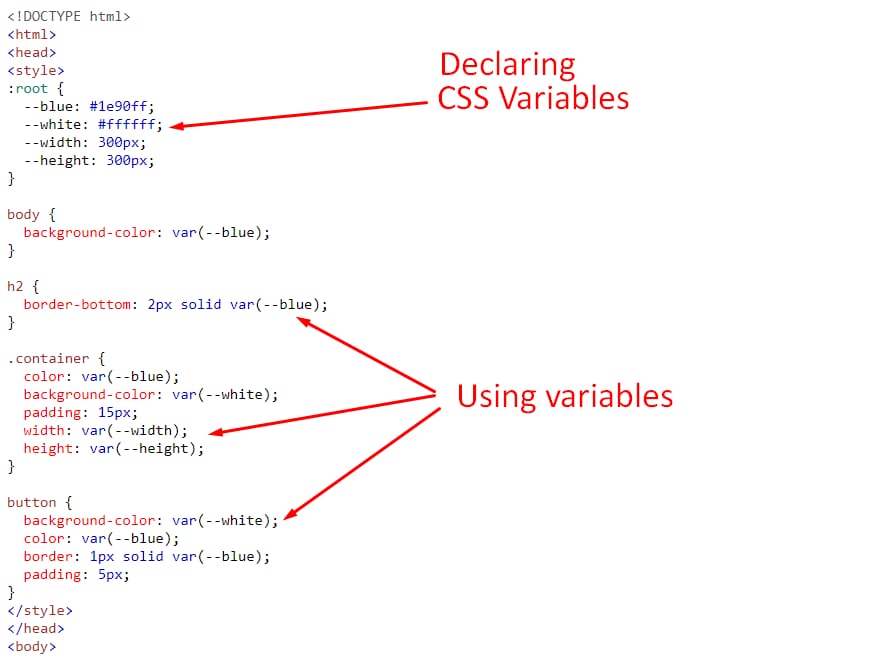 <!DOCTYPE html>
<html>
<head>
<style>
:root {
  --blue: #1e90ff;
  --white: #ffffff;
  --width: 300px;
  --height: 300px;
}
Declaring
CSS Variables
body {
  background-color: var(--blue);
}
h2 {
  border-bottom: 2px solid var(--blue);
}
.container {
  color: var(--blue);
  background-color: var(--white);
  padding: 15px;
  width: var(--width);
  height: var(--height);
}
Using variables
button {
  background-color: var(--white);
  color: var(--blue);
  border: 1px solid var(--blue);
  padding: 5px;
}
</style>
</head>
<body>